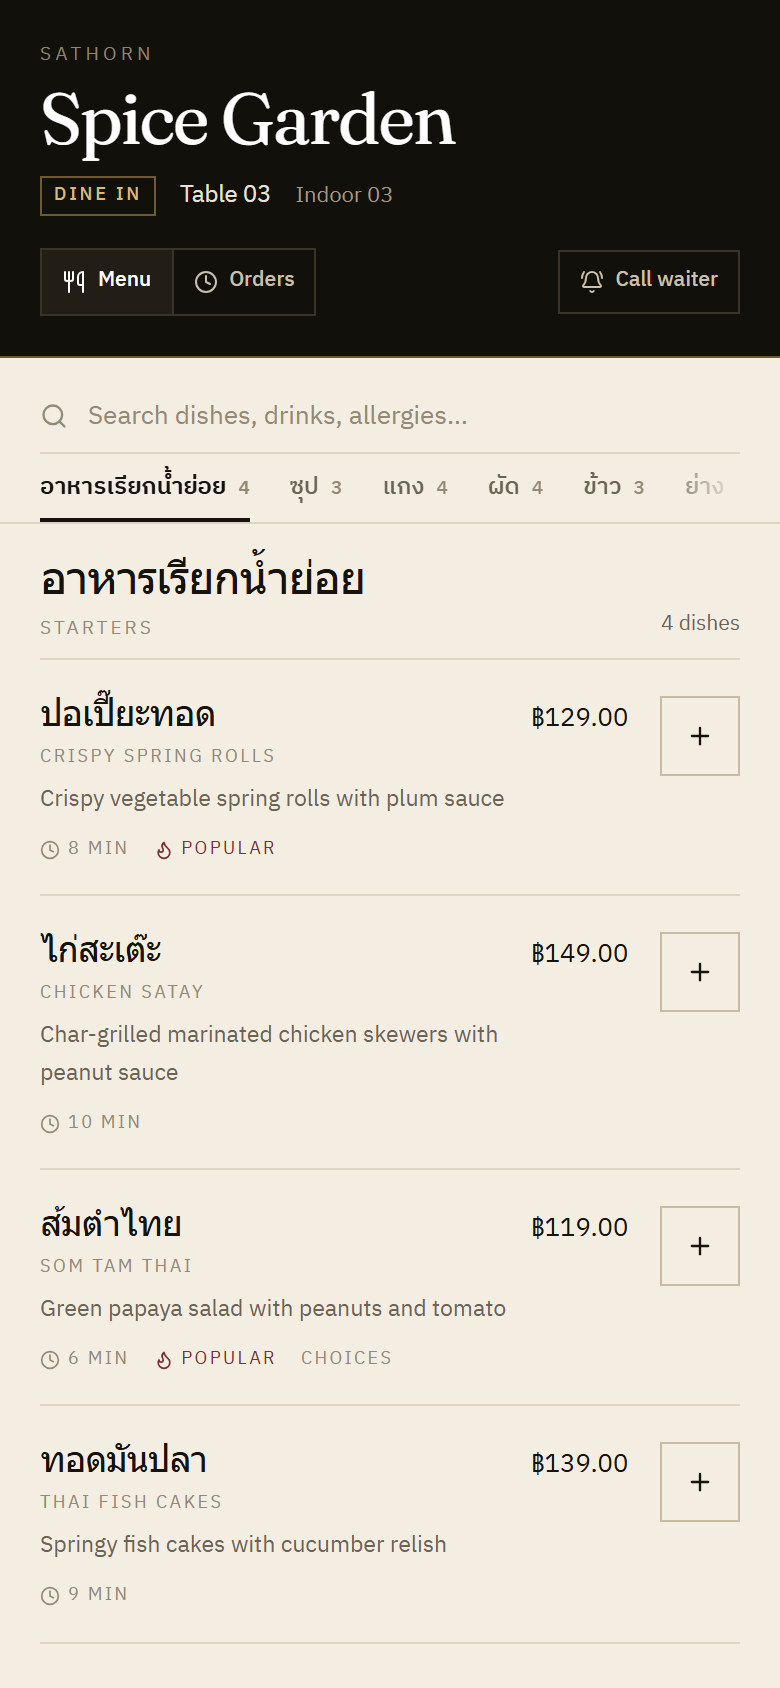 SATHORN
Spice Garden
DINE IN Table 03 Indoor 03
Menu Orders Call waiter
Search dishes, drinks, allergies...
อาหารเรียกน้ำย่อย 4 ซุป 3 แกง 4 ผัด 4 ข้าว 3 ย่าง
อาหารเรียกน้ำย่อย
STARTERS 4 dishes
ปอเปี๊ยะทอด ฿129.00
CRISPY SPRING ROLLS
Crispy vegetable spring rolls with plum sauce
8 MIN POPULAR
ไก่สะเต๊ะ ฿149.00
CHICKEN SATAY
Char-grilled marinated chicken skewers with
peanut sauce
10 MIN
ส้มตำไทย ฿119.00
SOM TAM THAI
Green papaya salad with peanuts and tomato
6 MIN POPULAR CHOICES
ทอดมันปลา ฿139.00
THAI FISH CAKES
Springy fish cakes with cucumber relish
9 MIN